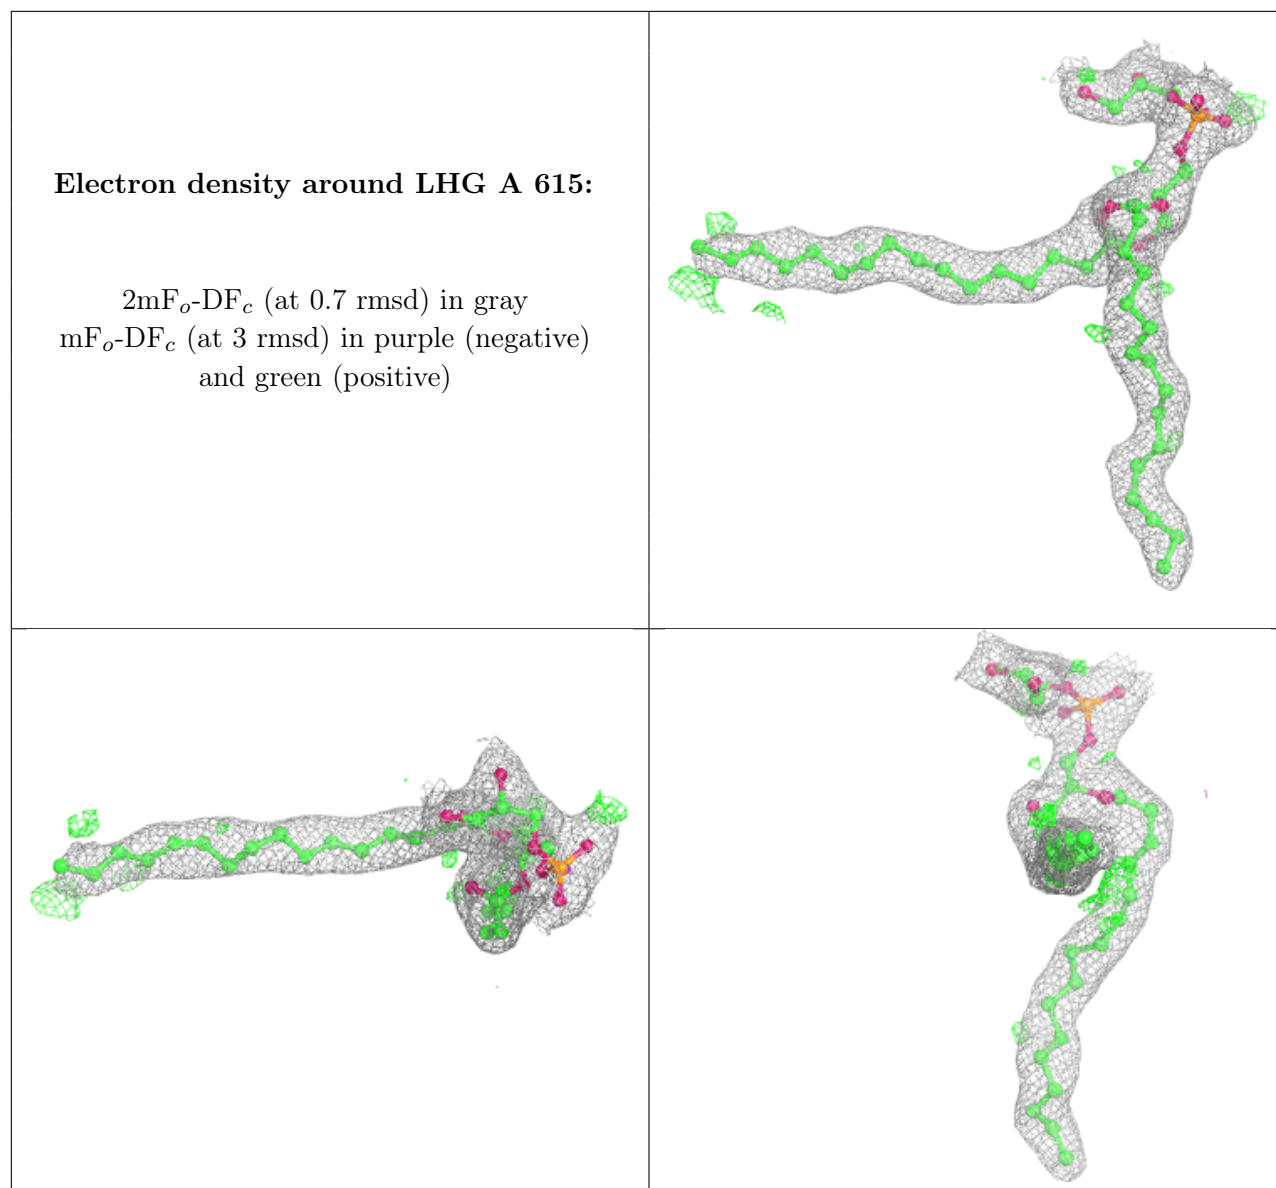 Electron density around LHG A 615:
2mFo-DFc (at 0.7 rmsd) in gray
mFo-DFc (at 3 rmsd) in purple (negative)
and green (positive)